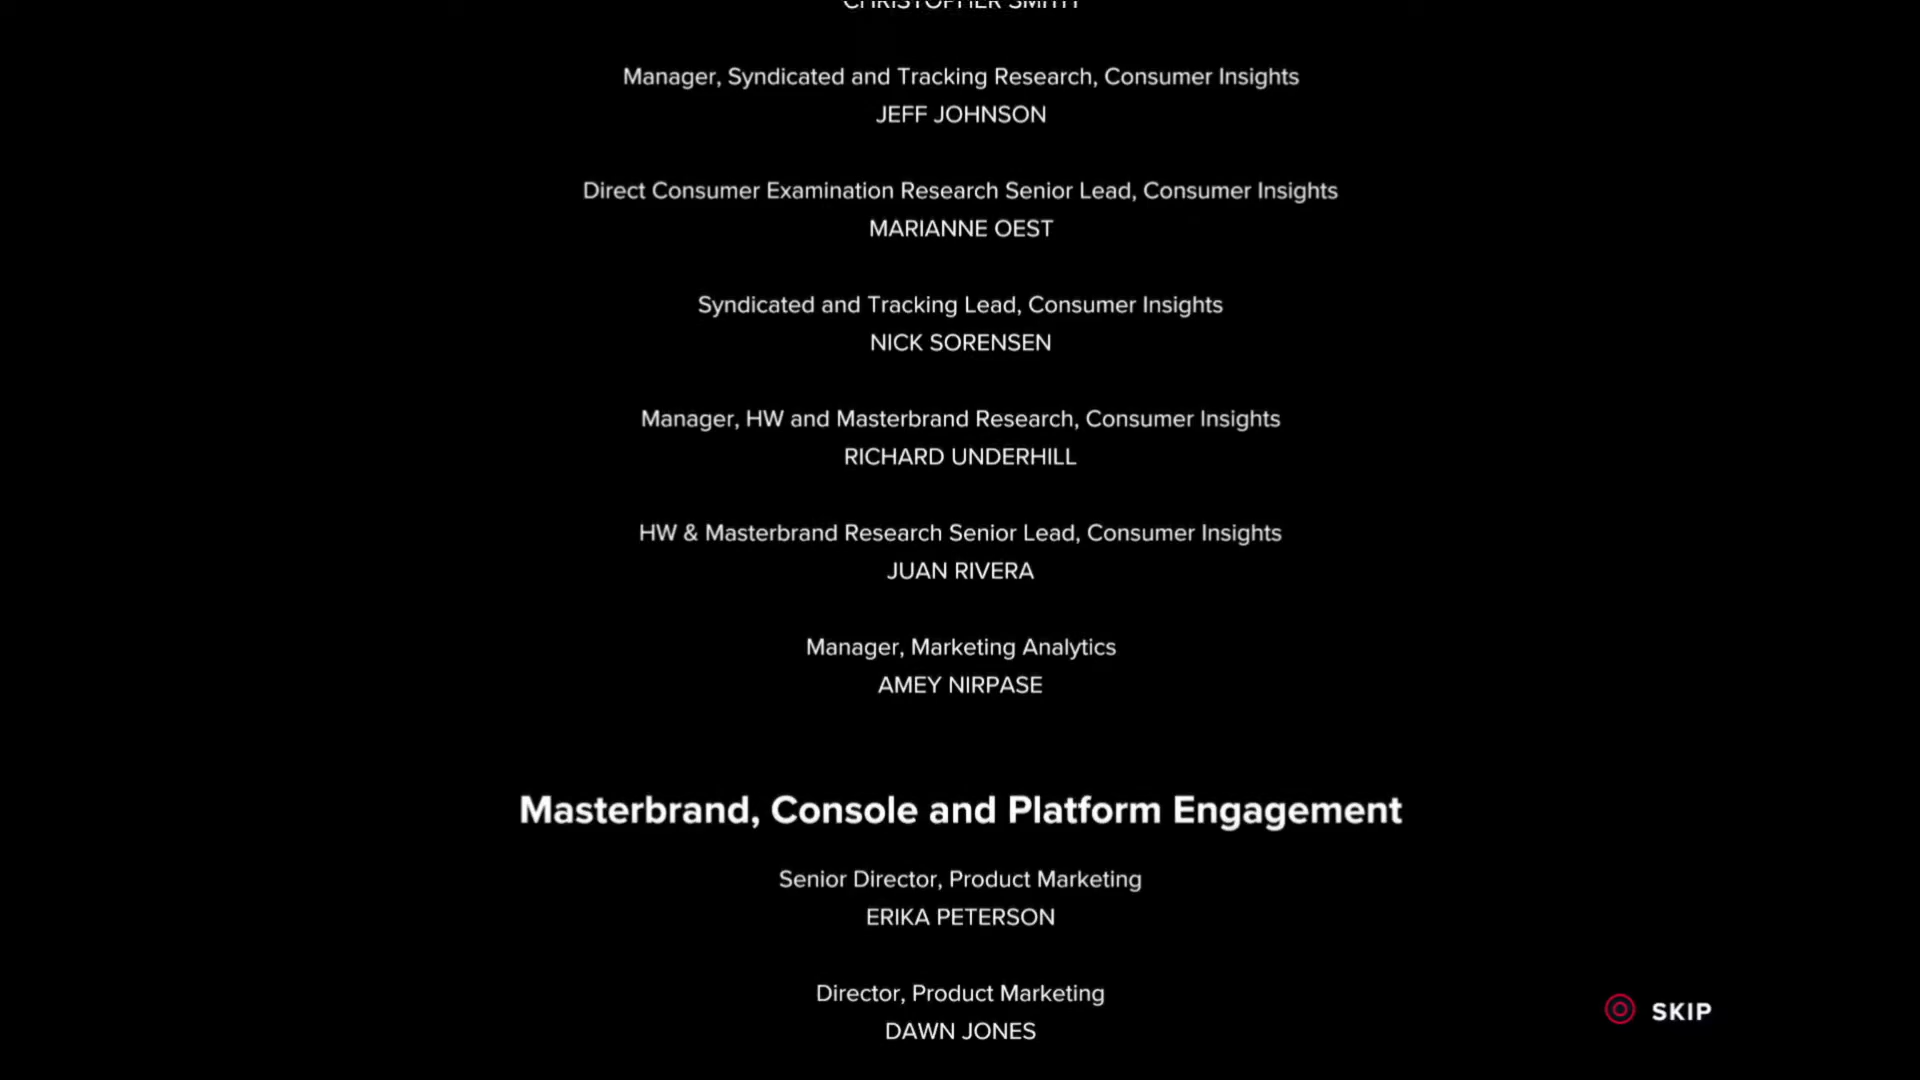 CHRISTOPHER SMITH
Manager, Syndicated and Tracking Research, Consumer Insights
JEFF JOHNSON
Direct Consumer Examination Research Senior Lead, Consumer Insights
MARIANNE OEST
Syndicated and Tracking Lead, Consumer Insights
NICK SORENSEN
Manager, HW and Masterbrand Research, Consumer Insights
RICHARD UNDERHILL
HW & Masterbrand Research Senior Lead, Consumer Insights
JUAN RIVERA
Manager, Marketing Analytics
AMEY NIRPASE
Masterbrand, Console and Platform Engagement
Senior Director, Product Marketing
ERIKA PETERSON
Director, Product Marketing
DAWN JONES
SKIP